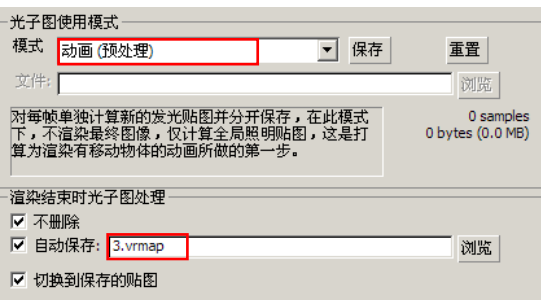 光子图使用模式
模式 动画 (预处理) 保存 重置
文件: 浏览
对每帧单独计算新的发光贴图并分开保存，在此模式
下，不渲染最终图像，仅计算全局照明贴图，这是打
算为渲染有移动物体的动画所做的第一步。
0 samples
0 bytes (0.0 MB)
渲染结束时光子图处理
不删除
自动保存: 3.vrmap 浏览
切换到保存的贴图